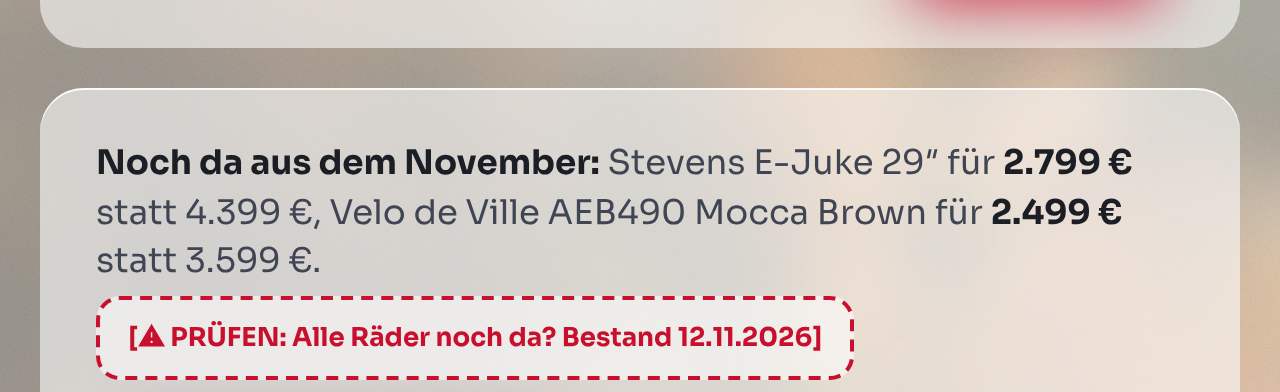 Noch da aus dem November: Stevens E-Juke 29″ für 2.799 €
statt 4.399 €, Velo de Ville AEB490 Mocca Brown für 2.499 €
statt 3.599 €.
[⚠ PRÜFEN: Alle Räder noch da? Bestand 12.11.2026]